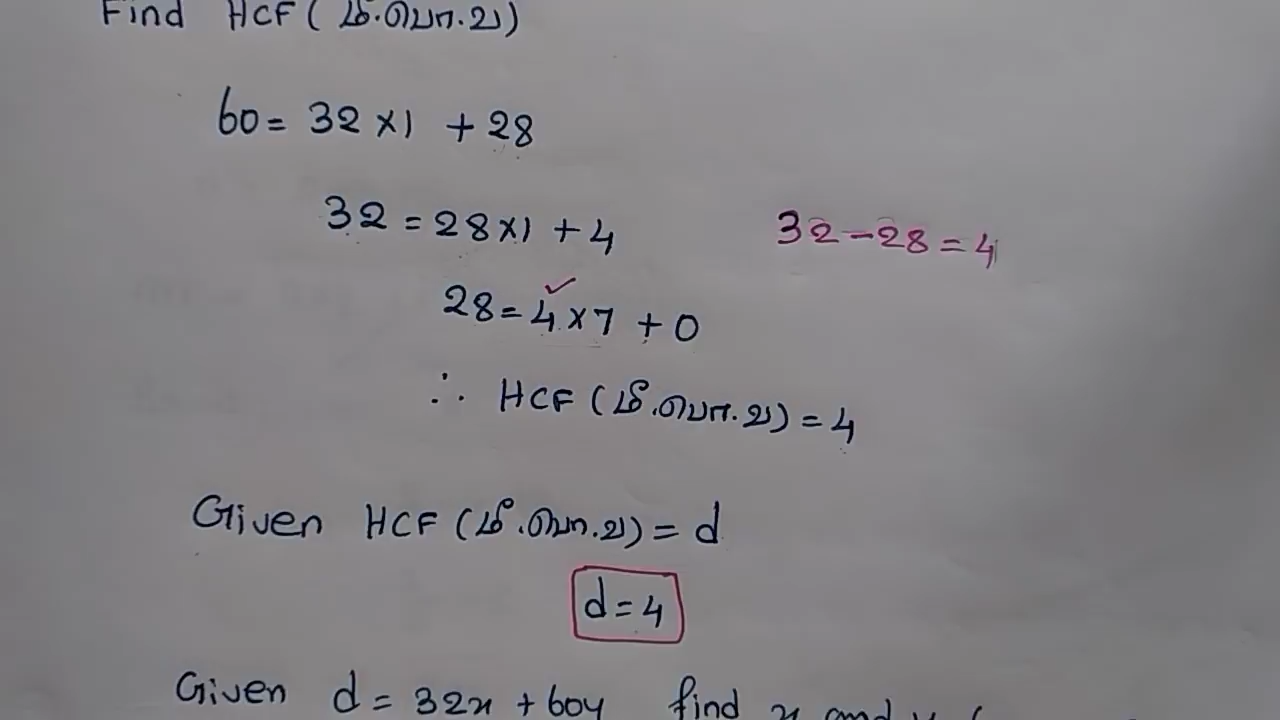 Find HCF (மீ.பொ.வ)
60 = 32 × 1 + 28
32 = 28 × 1 + 4 32 - 28 = 4
28 = 4 × 7 + 0
∴ HCF (மீ.பொ.வ) = 4
Given HCF (மீ.பொ.வ) = d
d = 4
Given d = 32x + 60y find x and y